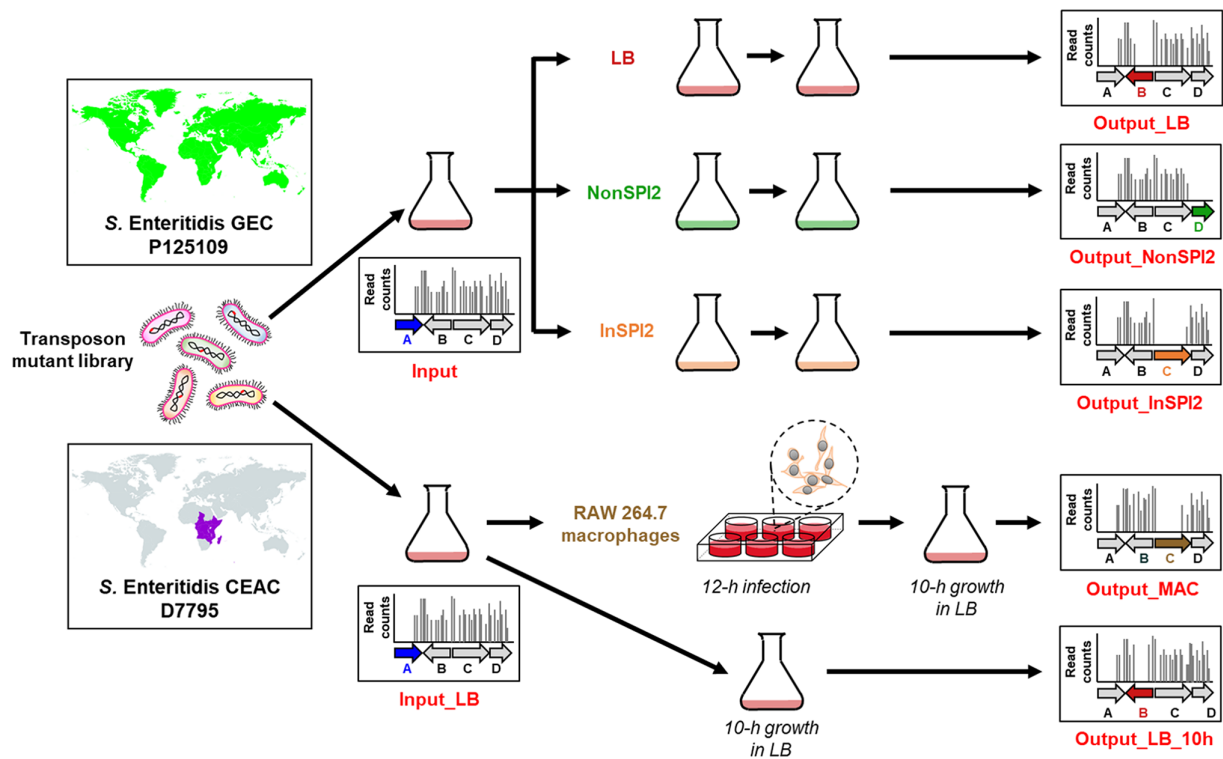 S. Enteritidis GEC
P125109
Transposon
mutant library
S. Enteritidis CEAC
D7795
Read
counts
A B C D
Input
Read
counts
A B C D
Input_LB
LB
NonSPI2
InSPI2
RAW 264.7
macrophages
12-h infection
10-h growth
in LB
10-h growth
in LB
Read
counts
A B C D
Output_LB
Read
counts
A B C D
Output_NonSPI2
Read
counts
A B C D
Output_InSPI2
Read
counts
A B C D
Output_MAC
Read
counts
A B C D
Output_LB_10h